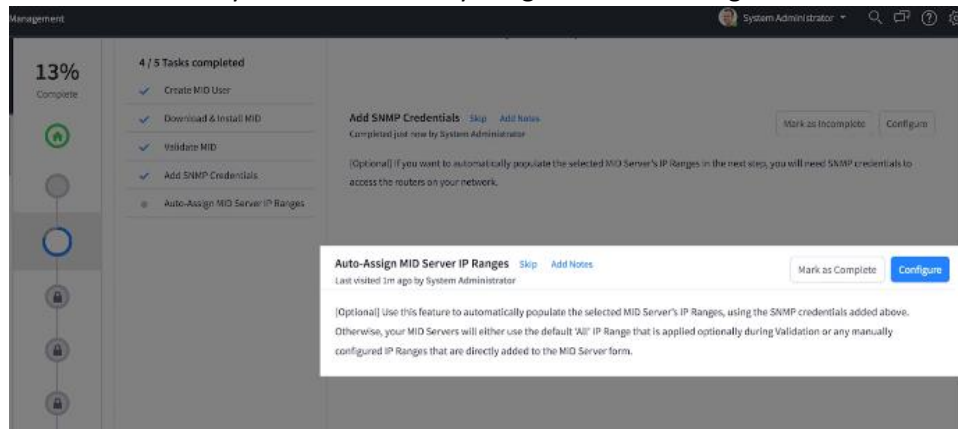 Management
System Administrator
13%
Complete
4 / 5 Tasks completed
Create MID User
Download & Install MID
Validate MID
Add SNMP Credentials
Auto-Assign MID Server IP Ranges
Add SNMP Credentials Skip Add Notes
Completed just now by System Administrator
Mark as Incomplete Configure
[Optional] If you want to automatically populate the selected MID Server's IP Ranges in the next step, you will need SNMP credentials to
access the routers on your network.
Auto-Assign MID Server IP Ranges Skip Add Notes
Last visited 1m ago by System Administrator
Mark as Complete Configure
[Optional] Use this feature to automatically populate the selected MID Server's IP Ranges, using the SNMP credentials added above.
Otherwise, your MID Servers will either use the default 'All' IP Range that is applied optionally during Validation or any manually
configured IP Ranges that are directly added to the MID Server form.